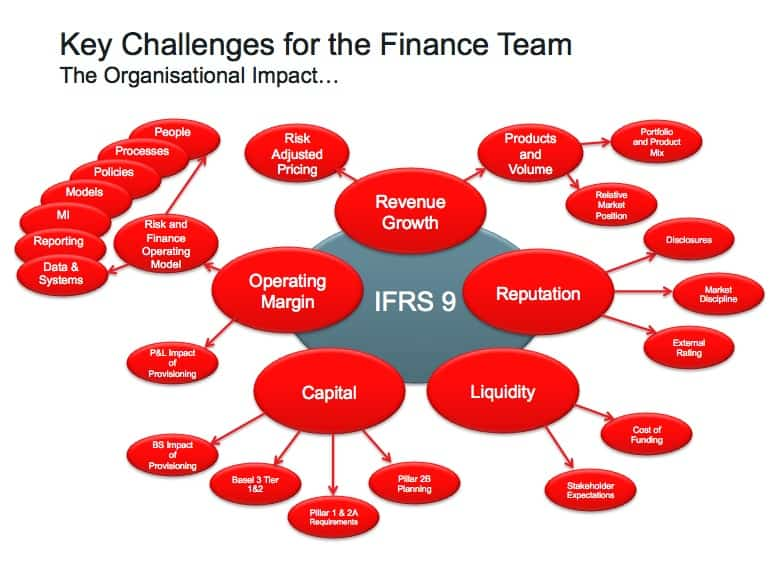 Key Challenges for the Finance Team
The Organisational Impact…
People
Processes
Policies
Models
MI
Reporting
Data &
Systems
Risk and
Finance
Operating
Model
Risk
Adjusted
Pricing
Products
and
Volume
Portfolio
and Product
Mix
Relative
Market
Position
Revenue
Growth
Operating
Margin
IFRS 9
Reputation
Disclosures
Market
Discipline
External
Rating
P&L Impact
of
Provisioning
Capital
Liquidity
BS Impact
of
Provisioning
Basel 3 Tier
1&2
Pillar 1 & 2A
Requirements
Pillar 2B
Planning
Cost of
Funding
Stakeholder
Expectations